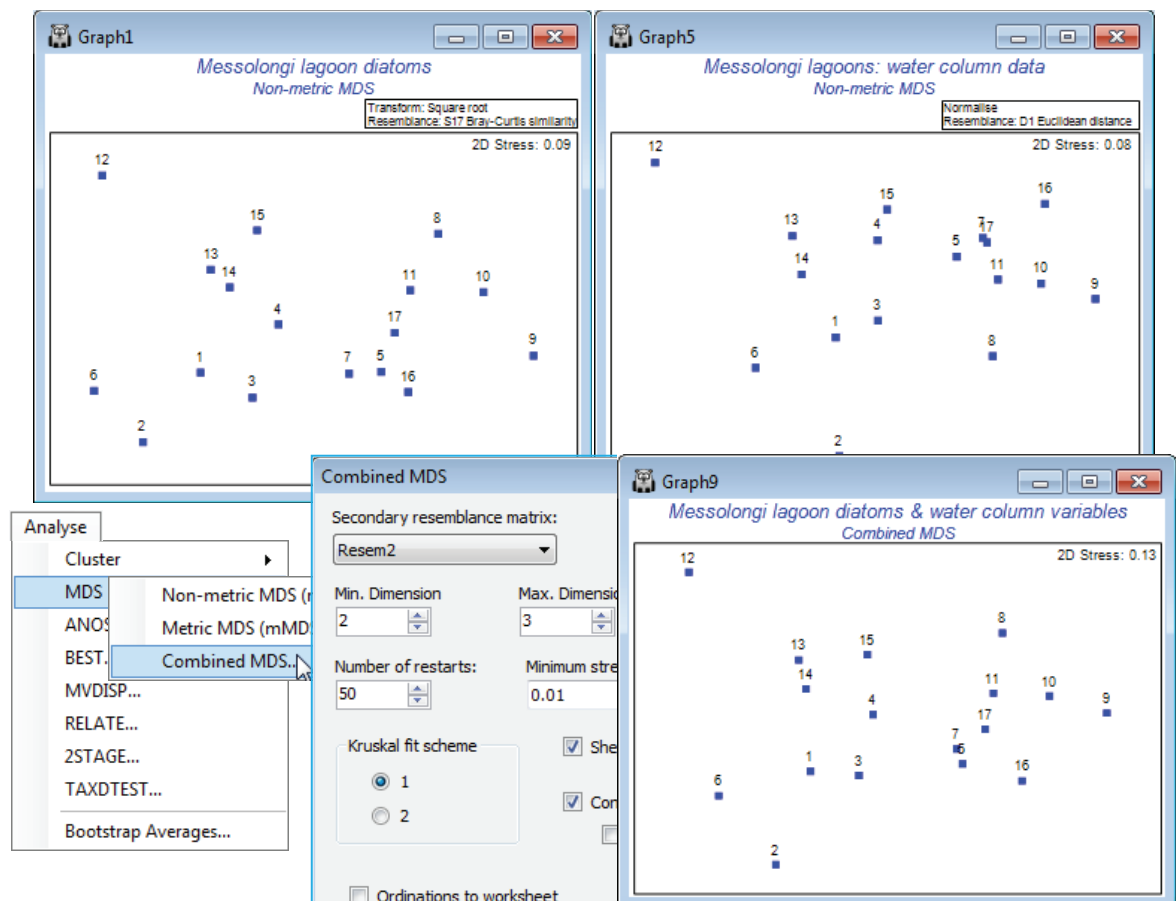 Graph1
Messolongi lagoon diatoms
Non-metric MDS
Transform: Square root
Resemblance: S17 Bray-Curtis similarity
2D Stress: 0.09
12
15
8
13
14
11
10
4
17
9
1
7
5
6
3
16
2
Graph5
Messolongi lagoons: water column data
Non-metric MDS
Normalise
Resemblance: D1 Euclidean distance
2D Stress: 0.08
12
16
15
13
4
7
17
5
14
11
10
9
3
1
8
6
2
Analyse
Cluster
MDS
ANOS
BEST.
MVDISP...
RELATE...
2STAGE...
TAXDTEST...
Bootstrap Averages...
Non-metric MDS (
Metric MDS (mMD
Combined MDS..
Combined MDS
Secondary resemblance matrix:
Resem2
Min. Dimension Max. Dimensi
2 3
Number of restarts: Minimum stre
50 0.01
Kruskal fit scheme
1
2
She
Con
Ordinations to worksheet
Graph9
Messolongi lagoon diatoms & water column variables
Combined MDS
2D Stress: 0.13
12
8
13
15
14
11
10
9
4
17
7
5
1
3
16
6
2